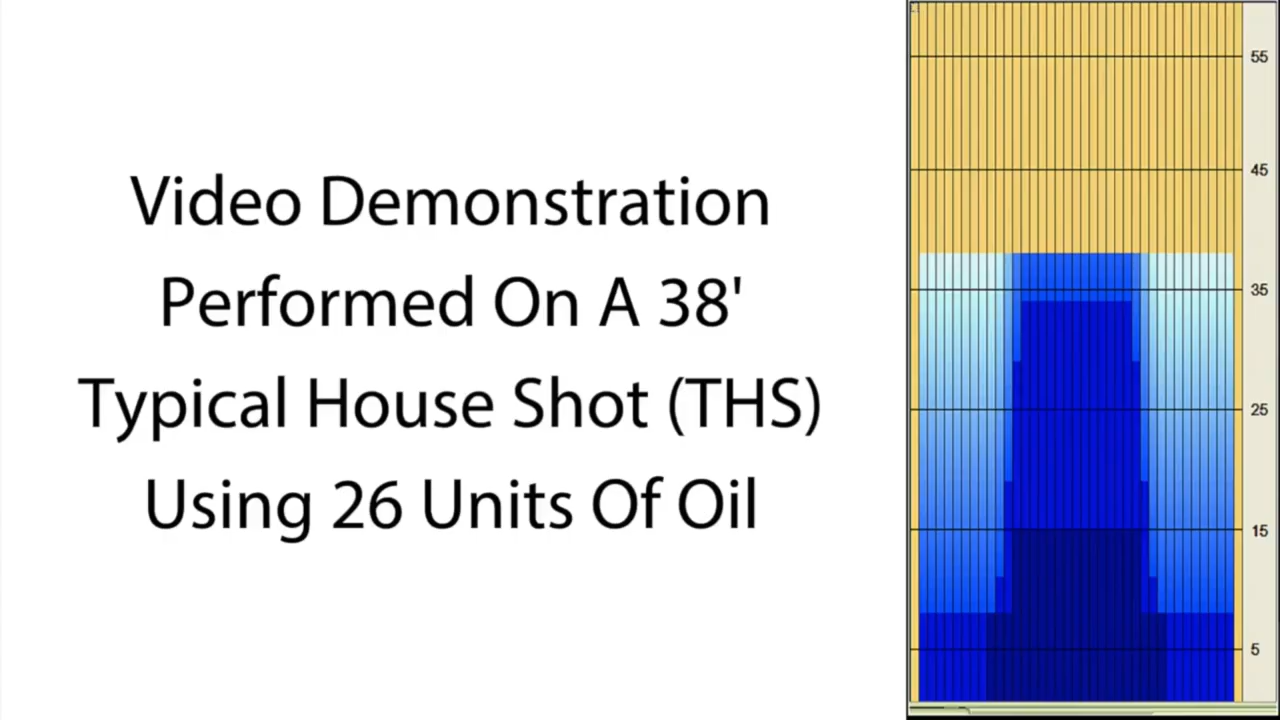 Video Demonstration
Performed On A 38'
Typical House Shot (THS)
Using 26 Units Of Oil
55
45
35
25
15
5